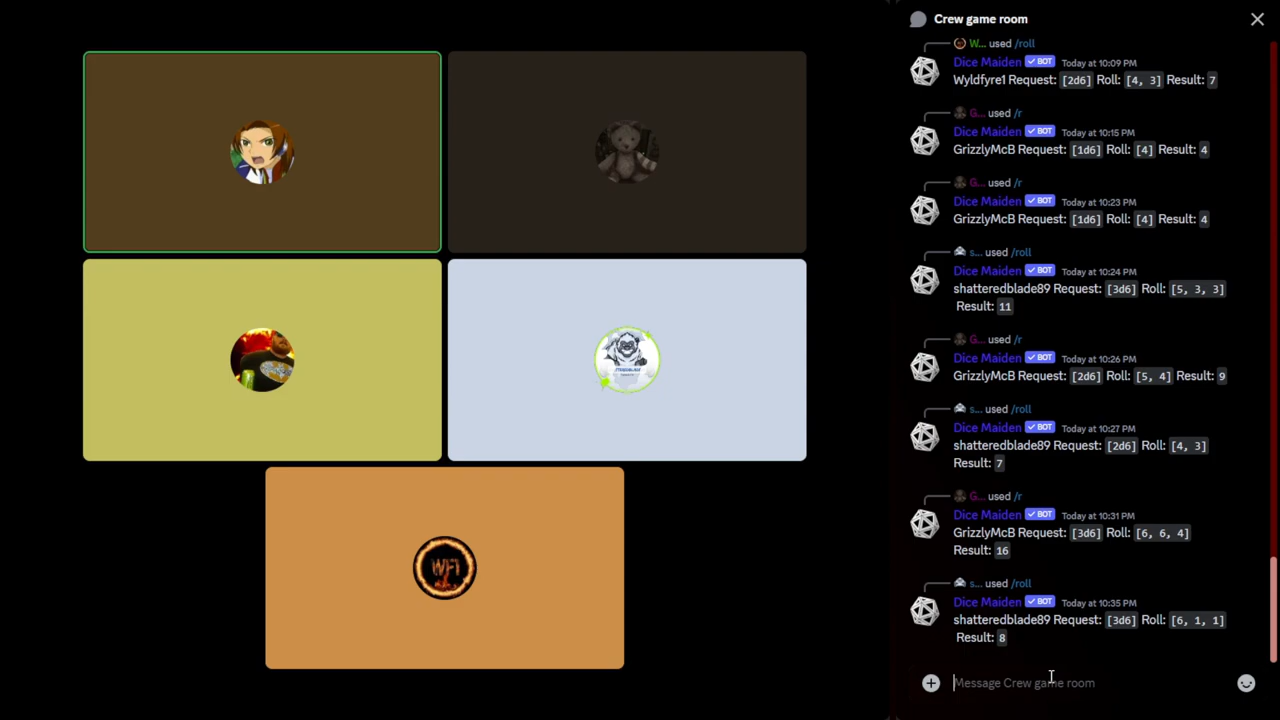 Crew game room
W... used /roll
Dice Maiden BOT Today at 10:09 PM
Wyldfyre1 Request: [2d6] Roll: [4, 3] Result: 7
G... used /r
Dice Maiden BOT Today at 10:15 PM
GrizzlyMcB Request: [1d6] Roll: [4] Result: 4
G... used /r
Dice Maiden BOT Today at 10:23 PM
GrizzlyMcB Request: [1d6] Roll: [4] Result: 4
s... used /roll
Dice Maiden BOT Today at 10:24 PM
shatteredblade89 Request: [3d6] Roll: [5, 3, 3]
Result: 11
G... used /r
Dice Maiden BOT Today at 10:26 PM
GrizzlyMcB Request: [2d6] Roll: [5, 4] Result: 9
s... used /roll
Dice Maiden BOT Today at 10:27 PM
shatteredblade89 Request: [2d6] Roll: [4, 3]
Result: 7
G... used /r
Dice Maiden BOT Today at 10:31 PM
GrizzlyMcB Request: [3d6] Roll: [6, 6, 4]
Result: 16
s... used /roll
Dice Maiden BOT Today at 10:35 PM
shatteredblade89 Request: [3d6] Roll: [6, 1, 1]
Result: 8
Message Crew game room
WF1